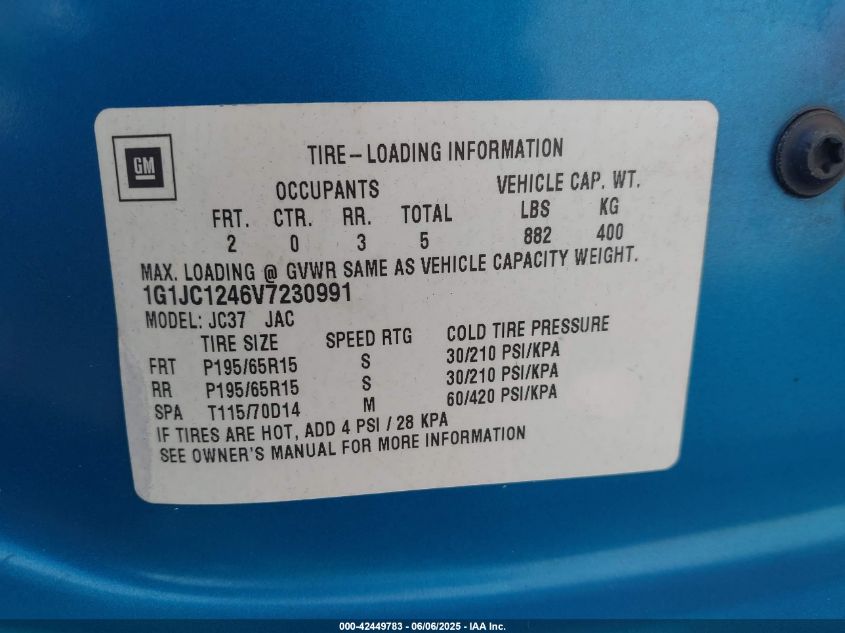 GM
TIRE-LOADING INFORMATION
OCCUPANTS VEHICLE CAP. WT.
FRT. CTR. RR. TOTAL LBS KG
2 0 3 5 882 400
MAX. LOADING @ GVWR SAME AS VEHICLE CAPACITY WEIGHT.
1G1JC1246V7230991
MODEL: JC37 JAC
TIRE SIZE SPEED RTG COLD TIRE PRESSURE
FRT P195/65R15 S 30/210 PSI/KPA
RR P195/65R15 S 30/210 PSI/KPA
SPA T115/70D14 M 60/420 PSI/KPA
IF TIRES ARE HOT, ADD 4 PSI / 28 KPA
SEE OWNER'S MANUAL FOR MORE INFORMATION
000-42449783 - 06/06/2025 - IAA Inc.